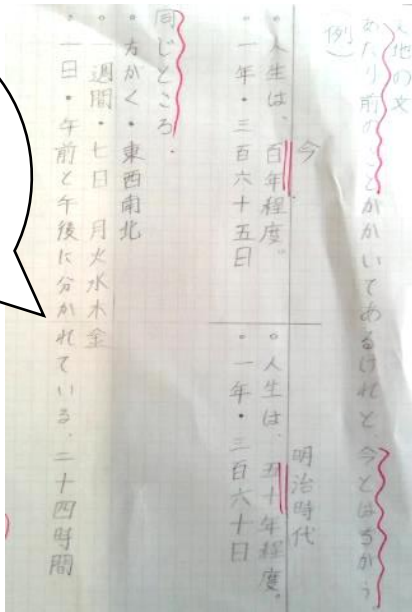 地の文
あたり前のことがかいてあるけれど、今とはちがう
（例）
今
明治時代
・人生は、百年程度。
・人生は、五十年程度。
・一年・三百六十五日
・一年・三百六十日
同じところ
・方がく・東西南北
・一週間・七日 月火水木金
・一日・午前と午後に分かれている。二十四時間